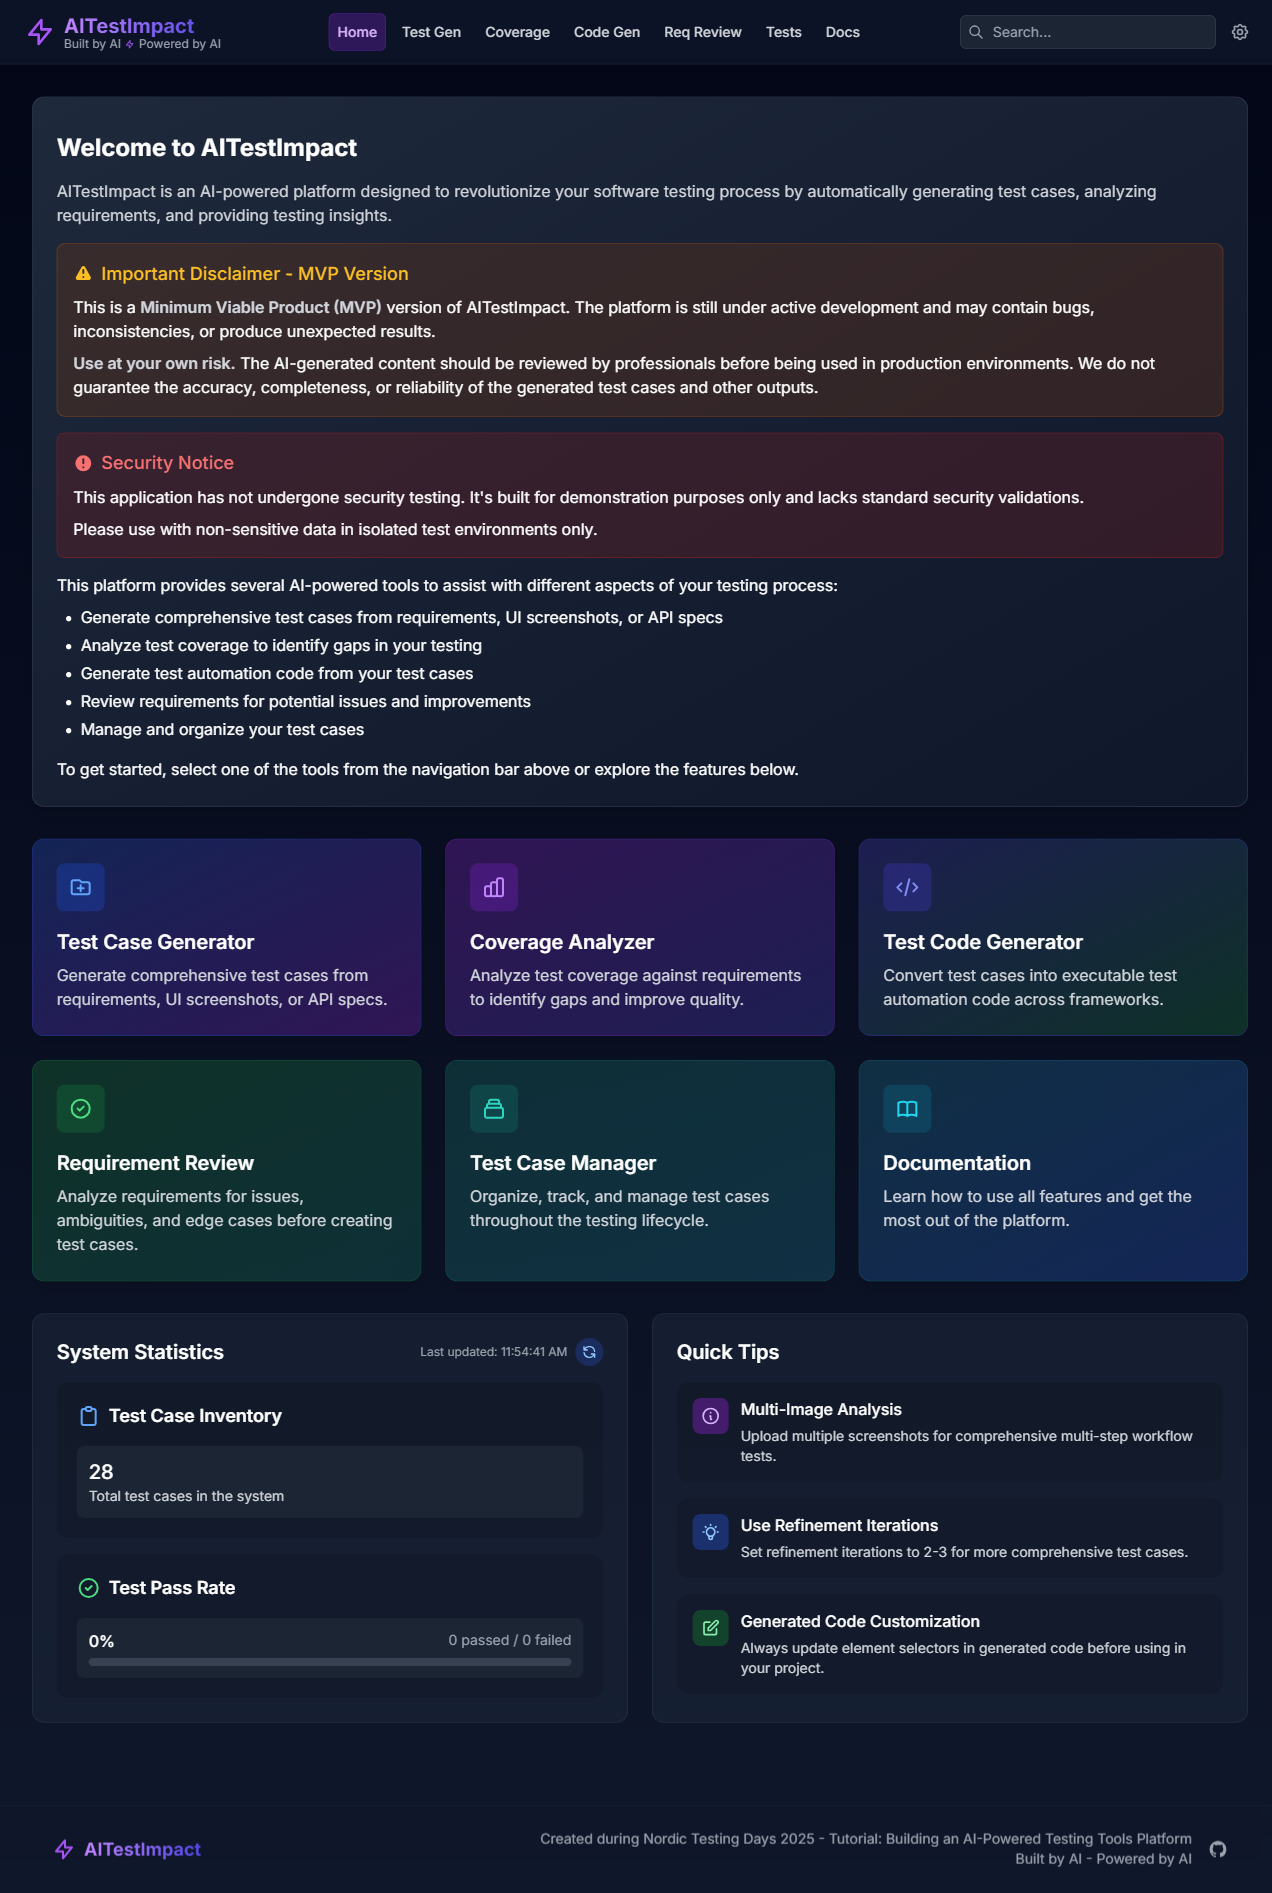 AITestImpact
Built by AI ⚡ Powered by AI
Home
Test Gen
Coverage
Code Gen
Req Review
Tests
Docs
Search...
Welcome to AITestImpact
AITestImpact is an AI-powered platform designed to revolutionize your software testing process by automatically generating test cases, analyzing
requirements, and providing testing insights.
Important Disclaimer - MVP Version
This is a Minimum Viable Product (MVP) version of AITestImpact. The platform is still under active development and may contain bugs,
inconsistencies, or produce unexpected results.
Use at your own risk. The AI-generated content should be reviewed by professionals before being used in production environments. We do not
guarantee the accuracy, completeness, or reliability of the generated test cases and other outputs.
Security Notice
This application has not undergone security testing. It's built for demonstration purposes only and lacks standard security validations.
Please use with non-sensitive data in isolated test environments only.
This platform provides several AI-powered tools to assist with different aspects of your testing process:
• Generate comprehensive test cases from requirements, UI screenshots, or API specs
• Analyze test coverage to identify gaps in your testing
• Generate test automation code from your test cases
• Review requirements for potential issues and improvements
• Manage and organize your test cases
To get started, select one of the tools from the navigation bar above or explore the features below.
Test Case Generator
Generate comprehensive test cases from
requirements, UI screenshots, or API specs.
Coverage Analyzer
Analyze test coverage against requirements
to identify gaps and improve quality.
Test Code Generator
Convert test cases into executable test
automation code across frameworks.
Requirement Review
Analyze requirements for issues,
ambiguities, and edge cases before creating
test cases.
Test Case Manager
Organize, track, and manage test cases
throughout the testing lifecycle.
Documentation
Learn how to use all features and get the
most out of the platform.
System Statistics
Last updated: 11:54:41 AM
Test Case Inventory
28
Total test cases in the system
Test Pass Rate
0%
0 passed / 0 failed
Quick Tips
Multi-Image Analysis
Upload multiple screenshots for comprehensive multi-step workflow
tests.
Use Refinement Iterations
Set refinement iterations to 2-3 for more comprehensive test cases.
Generated Code Customization
Always update element selectors in generated code before using in
your project.
AITestImpact
Created during Nordic Testing Days 2025 - Tutorial: Building an AI-Powered Testing Tools Platform
Built by AI - Powered by AI